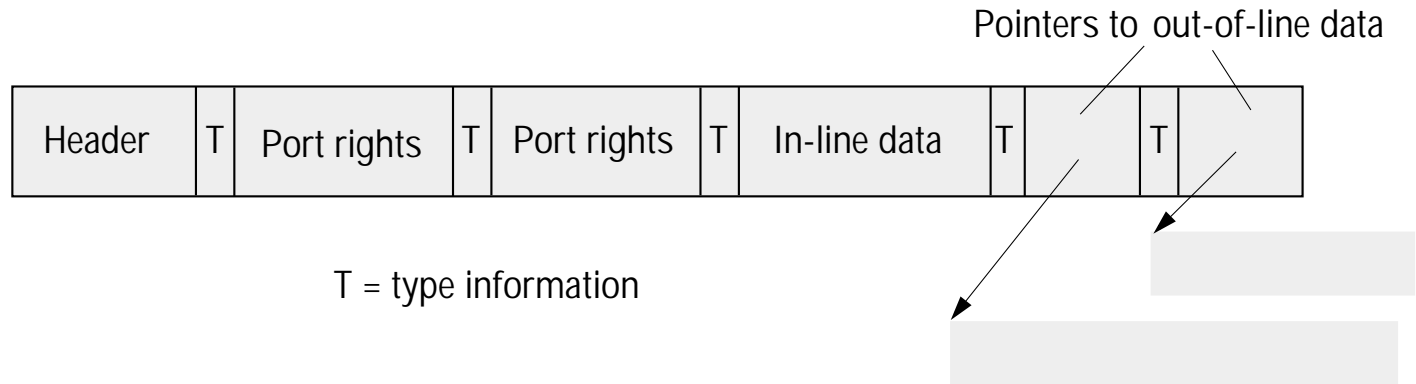 Pointers to out-of-line data
Header T Port rights T Port rights T In-line data T T
T = type information